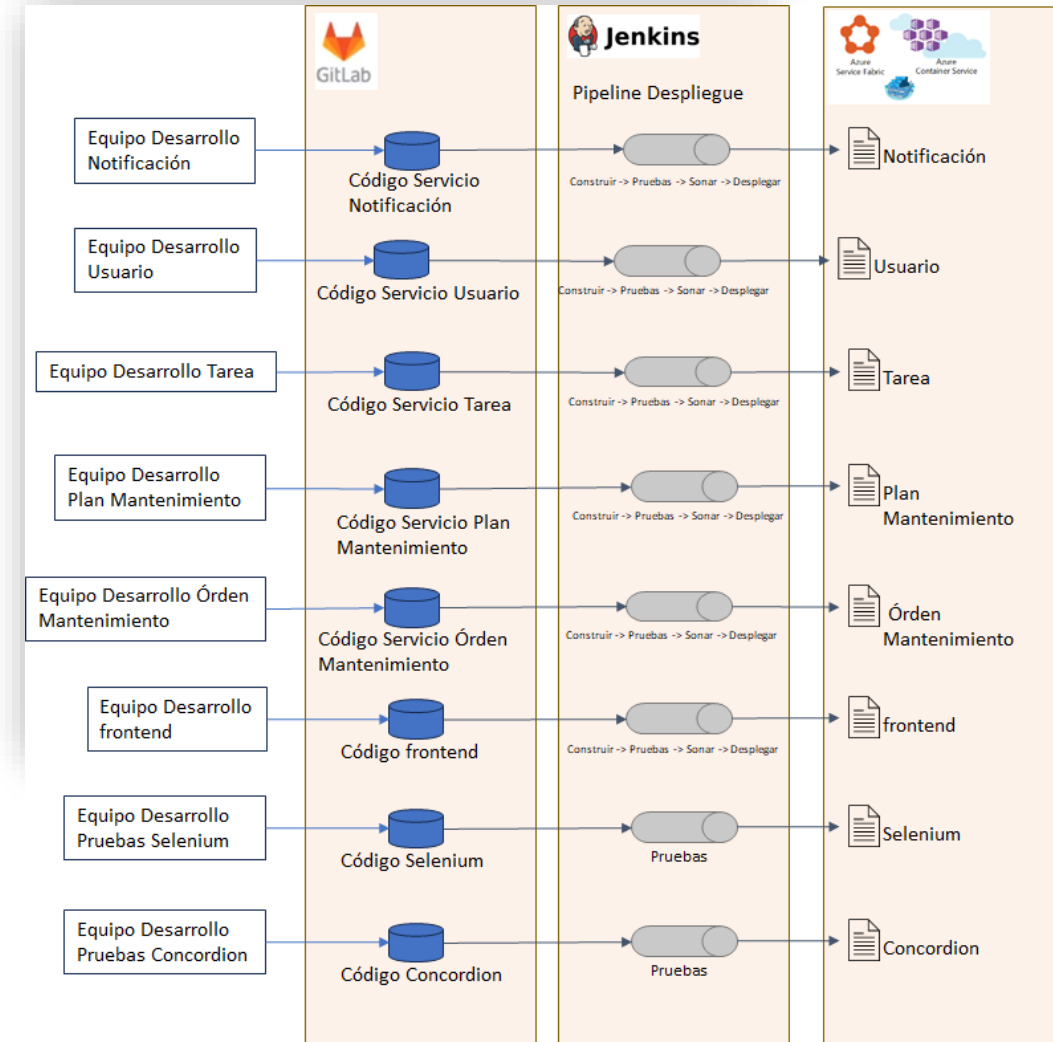 GitLab
Jenkins
Azure
Service Fabric
Azure
Container Service
Pipeline Despliegue
Equipo Desarrollo
Notificación
Código Servicio
Notificación
Construir -> Pruebas -> Sonar -> Desplegar
Notificación
Equipo Desarrollo
Usuario
Código Servicio Usuario
Construir -> Pruebas -> Sonar -> Desplegar
Usuario
Equipo Desarrollo Tarea
Código Servicio Tarea
Construir -> Pruebas -> Sonar -> Desplegar
Tarea
Equipo Desarrollo
Plan Mantenimiento
Código Servicio Plan
Mantenimiento
Construir -> Pruebas -> Sonar -> Desplegar
Plan
Mantenimiento
Equipo Desarrollo Órden
Mantenimiento
Código Servicio Órden
Mantenimiento
Construir -> Pruebas -> Sonar -> Desplegar
Órden
Mantenimiento
Equipo Desarrollo
frontend
Código frontend
Construir -> Pruebas -> Sonar -> Desplegar
frontend
Equipo Desarrollo
Pruebas Selenium
Código Selenium
Pruebas
Selenium
Equipo Desarrollo
Pruebas Concordion
Código Concordion
Pruebas
Concordion